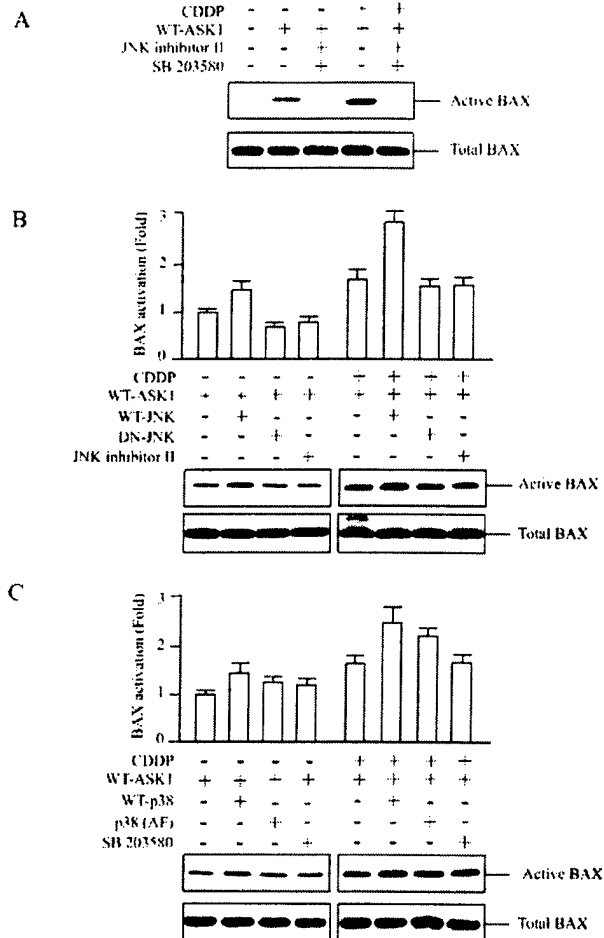 A
CDDP - - - - +
WT-ASK1 - + + - +
JNK inhibitor II - - + - +
SB 203580 - - + - +
Active BAX
Total BAX
B
BAX activation (Fold)
3
2
1
0
CDDP - - - - + + + +
WT-ASK1 + + + + + + + +
WT-JNK - + - - - + - -
DN-JNK - - + - - - + -
JNK inhibitor II - - - + - - - +
Active BAX
Total BAX
C
BAX activation (Fold)
3
2
1
0
CDDP - - - - + + + +
WT-ASK1 + + + + + + + +
WT-p38 - + - - - + - -
p38 (AF) - - + - - - + -
SB 203580 - - - + - - - +
Active BAX
Total BAX